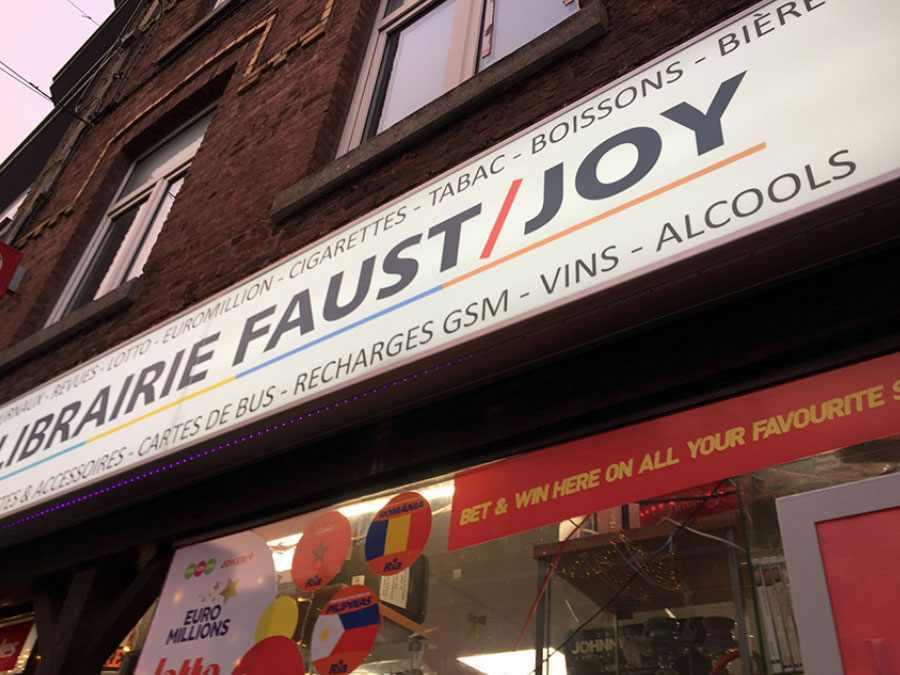 JOURNAUX - REVUES - LOTTO - EUROMILLION - CIGARETTES - TABAC - BOISSONS - BIÈRE
LIBRAIRIE FAUST/JOY
& ACCESSOIRES - CARTES DE BUS - RECHARGES GSM - VINS - ALCOOLS
BET & WIN HERE ON ALL YOUR FAVOURITE S
ROMÂNIA
Ria
Ria
JOKER+
EURO
MILLIONS
PILIPINAS
Ria
lotto
JOHNN